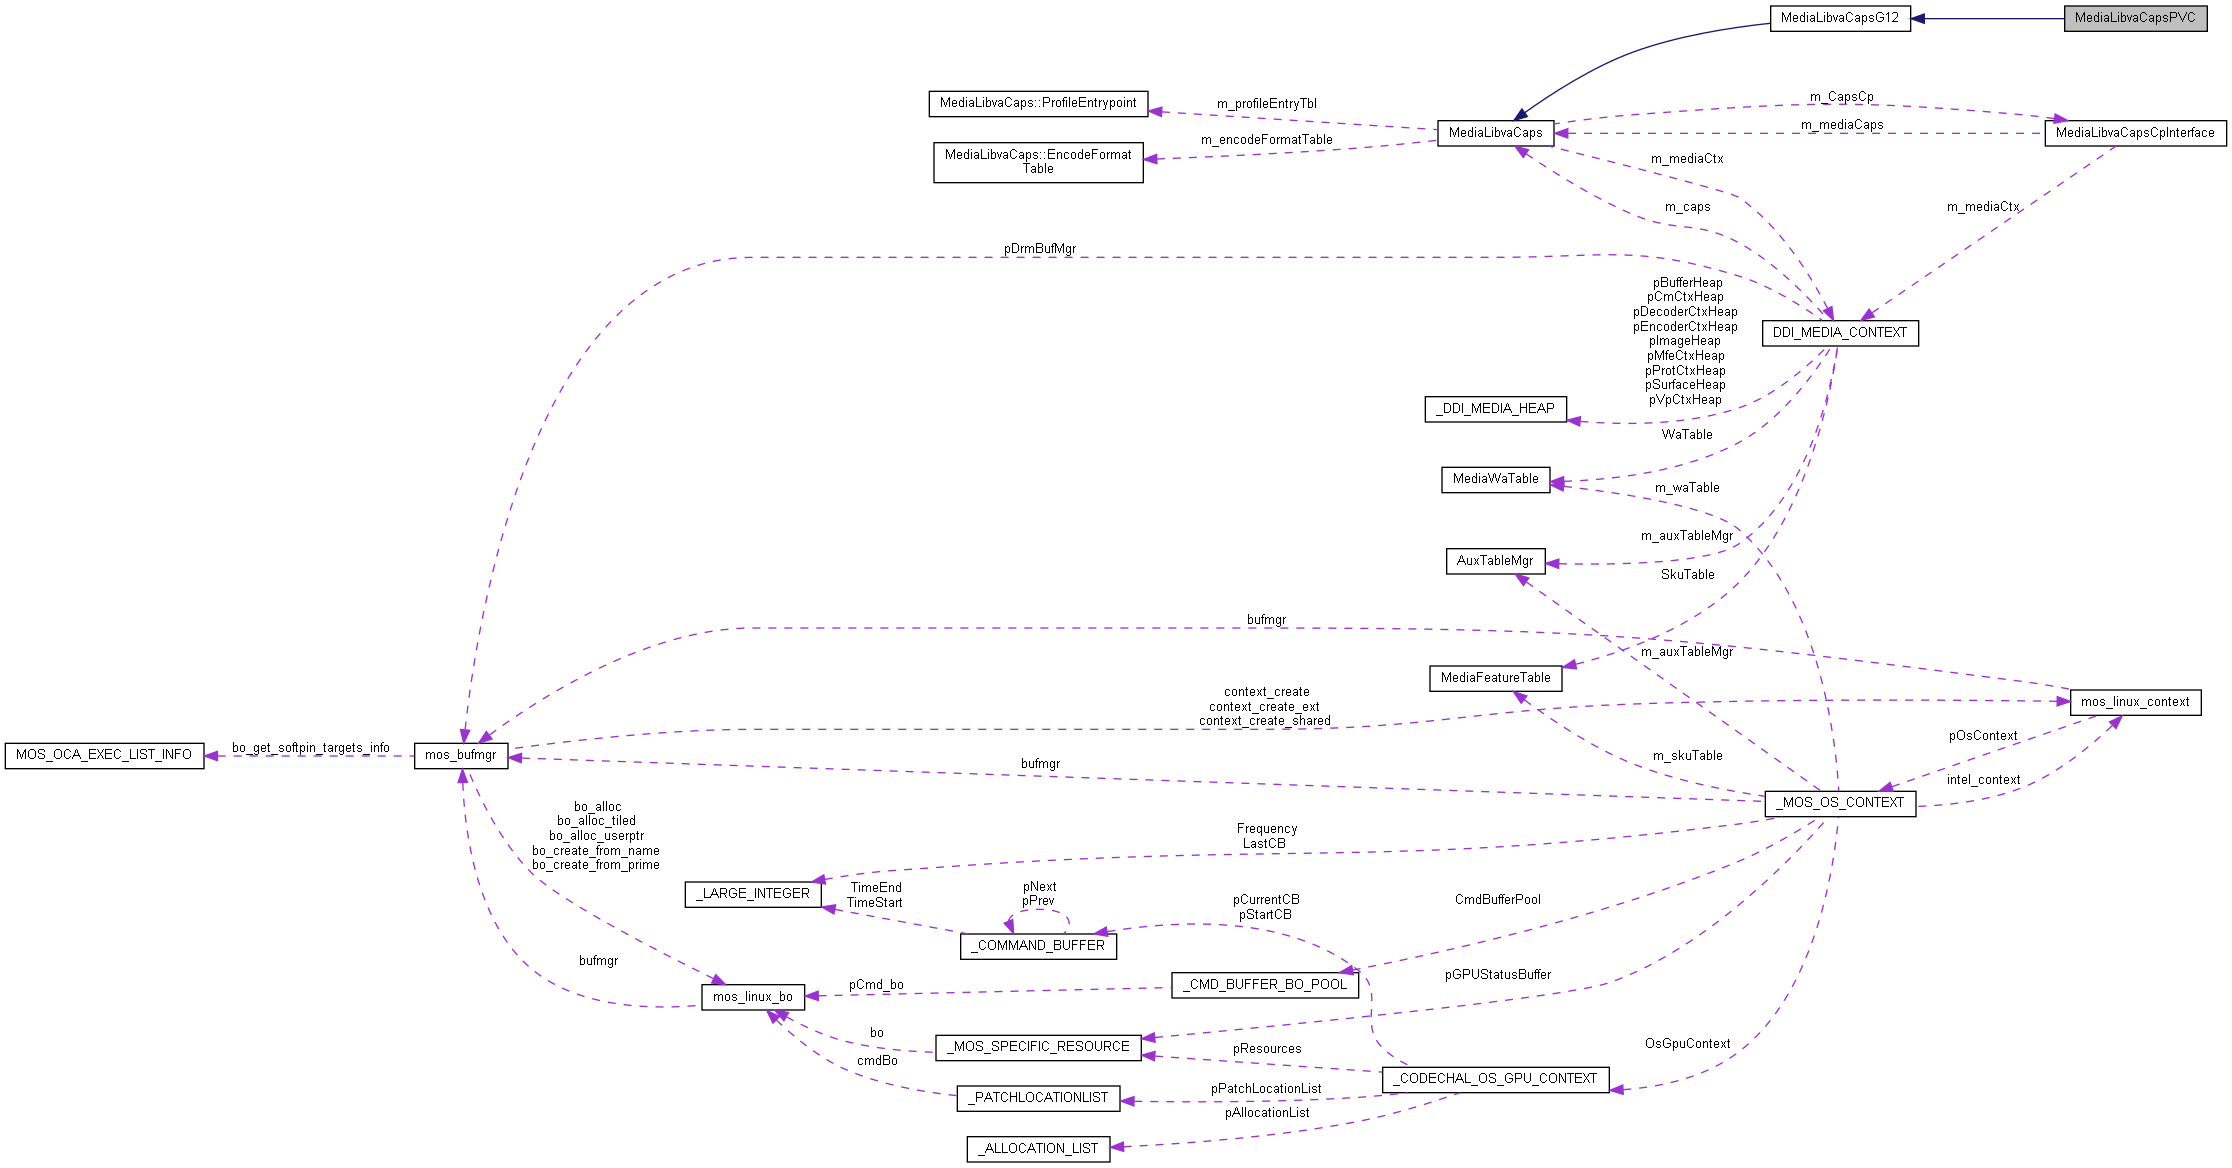 MediaLibvaCapsG12
MediaLibvaCapsPVC
MediaLibvaCaps::ProfileEntrypoint
m_profileEntryTbl
m_CapsCp
MediaLibvaCaps
m_mediaCaps
MediaLibvaCapsCpInterface
m_encodeFormatTable
MediaLibvaCaps::EncodeFormat
Table
m_mediaCtx
m_caps
m_mediaCtx
pDrmBufMgr
pBufferHeap
pCmCtxHeap
pDecoderCtxHeap
pEncoderCtxHeap
pImageHeap
pMfeCtxHeap
pProtCtxHeap
pSurfaceHeap
pVpCtxHeap
DDI_MEDIA_CONTEXT
_DDI_MEDIA_HEAP
WaTable
MediaWaTable
m_waTable
m_auxTableMgr
AuxTableMgr
SkuTable
bufmgr
m_auxTableMgr
MediaFeatureTable
context_create
context_create_ext
context_create_shared
mos_linux_context
MOS_OCA_EXEC_LIST_INFO
bo_get_softpin_targets_info
mos_bufmgr
bufmgr
m_skuTable
pOsContext
intel_context
_MOS_OS_CONTEXT
bo_alloc
bo_alloc_tiled
bo_alloc_userptr
bo_create_from_name
bo_create_from_prime
Frequency
LastCB
_LARGE_INTEGER
TimeEnd
TimeStart
pNext
pPrev
pCurrentCB
pStartCB
CmdBufferPool
_COMMAND_BUFFER
bufmgr
mos_linux_bo
pCmd_bo
_CMD_BUFFER_BO_POOL
pGPUStatusBuffer
bo
_MOS_SPECIFIC_RESOURCE
pResources
OsGpuContext
cmdBo
_CODECHAL_OS_GPU_CONTEXT
_PATCHLOCATIONLIST
pPatchLocationList
pAllocationList
_ALLOCATION_LIST